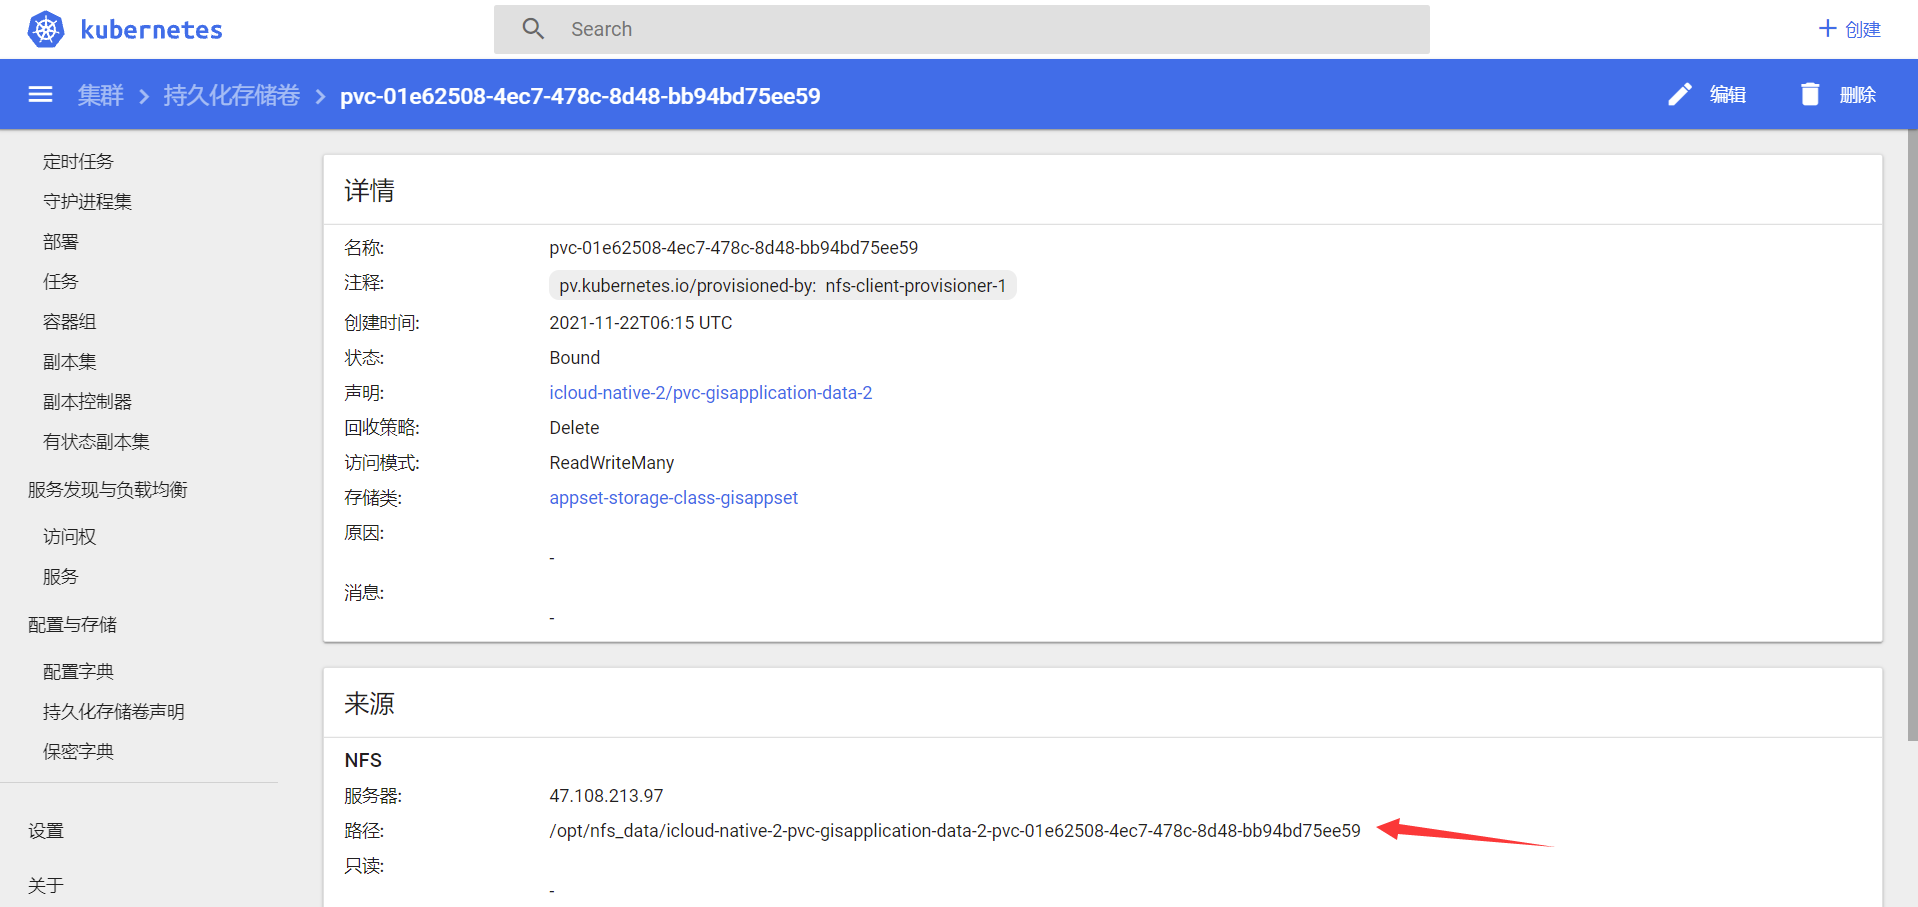 kubernetes
Search
创建
集群 > 持久化存储卷 > pvc-01e62508-4ec7-478c-8d48-bb94bd75ee59
编辑
删除
定时任务
守护进程集
部署
任务
容器组
副本集
副本控制器
有状态副本集
服务发现与负载均衡
访问权
服务
配置与存储
配置字典
持久化存储卷声明
保密字典
设置
关于
详情
名称: pvc-01e62508-4ec7-478c-8d48-bb94bd75ee59
注释: pv.kubernetes.io/provisioned-by: nfs-client-provisioner-1
创建时间: 2021-11-22T06:15 UTC
状态: Bound
声明: icloud-native-2/pvc-gisapplication-data-2
回收策略: Delete
访问模式: ReadWriteMany
存储类: appset-storage-class-gisappset
原因:
-
消息:
-
来源
NFS
服务器: 47.108.213.97
路径: /opt/nfs_data/icloud-native-2-pvc-gisapplication-data-2-pvc-01e62508-4ec7-478c-8d48-bb94bd75ee59
只读:
-